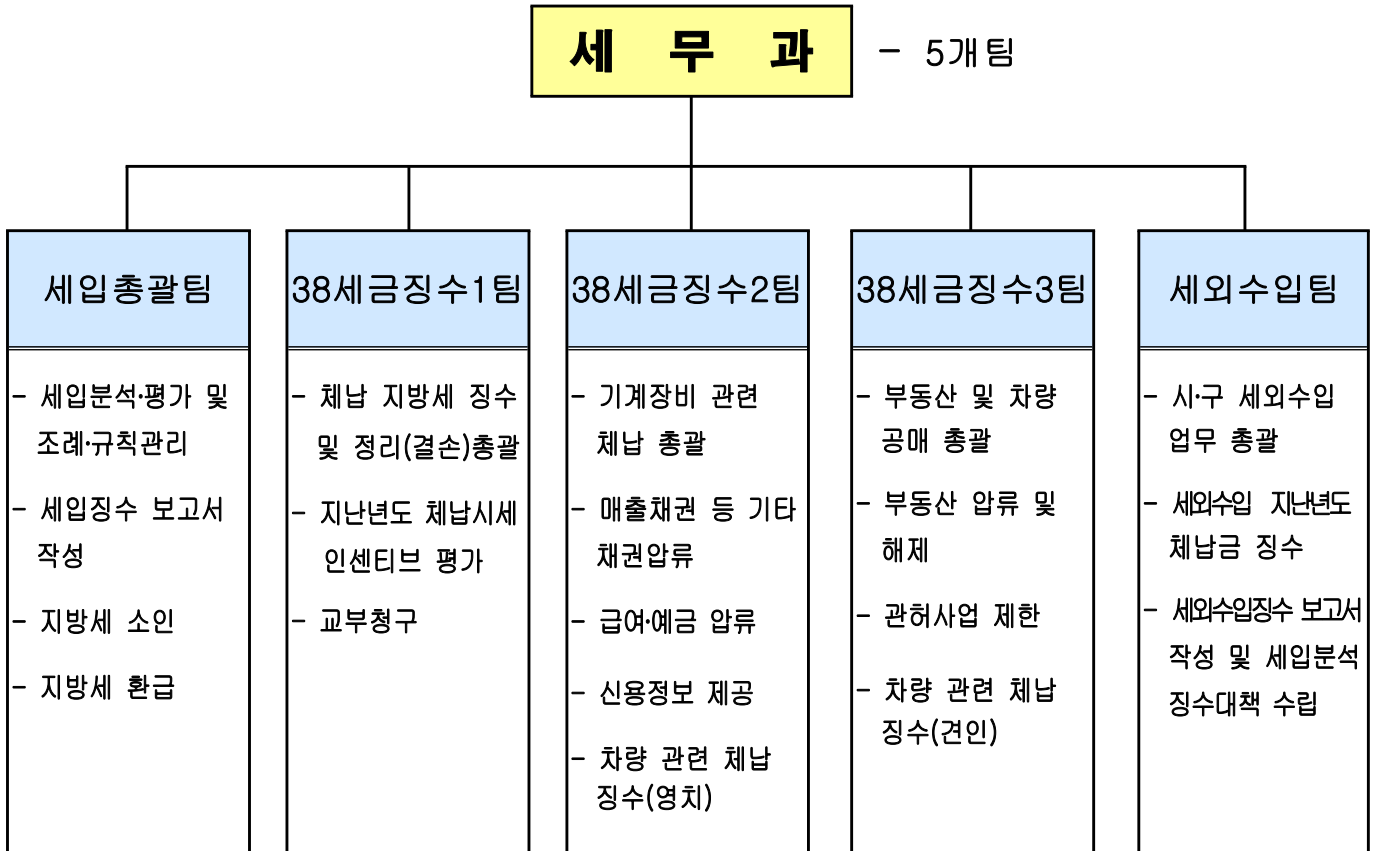 세 무 과 - 5개팀
세입총괄팀
- 세입분석·평가 및
조례·규칙관리
- 세입징수 보고서
작성
- 지방세 소인
- 지방세 환급
38세금징수1팀
- 체납 지방세 징수
및 정리(결손)총괄
- 지난년도 체납시세
인센티브 평가
- 교부청구
38세금징수2팀
- 기계장비 관련
체납 총괄
- 매출채권 등 기타
채권압류
- 급여·예금 압류
- 신용정보 제공
- 차량 관련 체납
징수(영치)
38세금징수3팀
- 부동산 및 차량
공매 총괄
- 부동산 압류 및
해제
- 관허사업 제한
- 차량 관련 체납
징수(견인)
세외수입팀
- 시·구 세외수입
업무 총괄
- 세외수입 지난년도
체납금 징수
- 세외수입징수 보고서
작성 및 세입분석
징수대책 수립